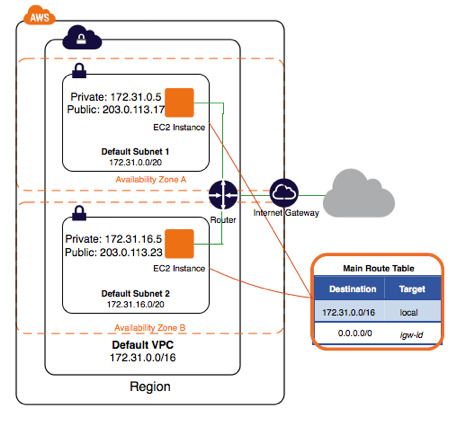 AWS
Private: 172.31.0.5
Public: 203.0.113.17
EC2 Instance
Default Subnet 1
172.31.0.0/20
Availability Zone A
Router
Internet Gateway
Private: 172.31.16.5
Public: 203.0.113.23
EC2 Instance
Default Subnet 2
172.31.16.0/20
Availability Zone B
Default VPC
172.31.0.0/16
Region
Main Route Table
Destination Target
172.31.0.0/16 local
0.0.0.0/0 igw-id